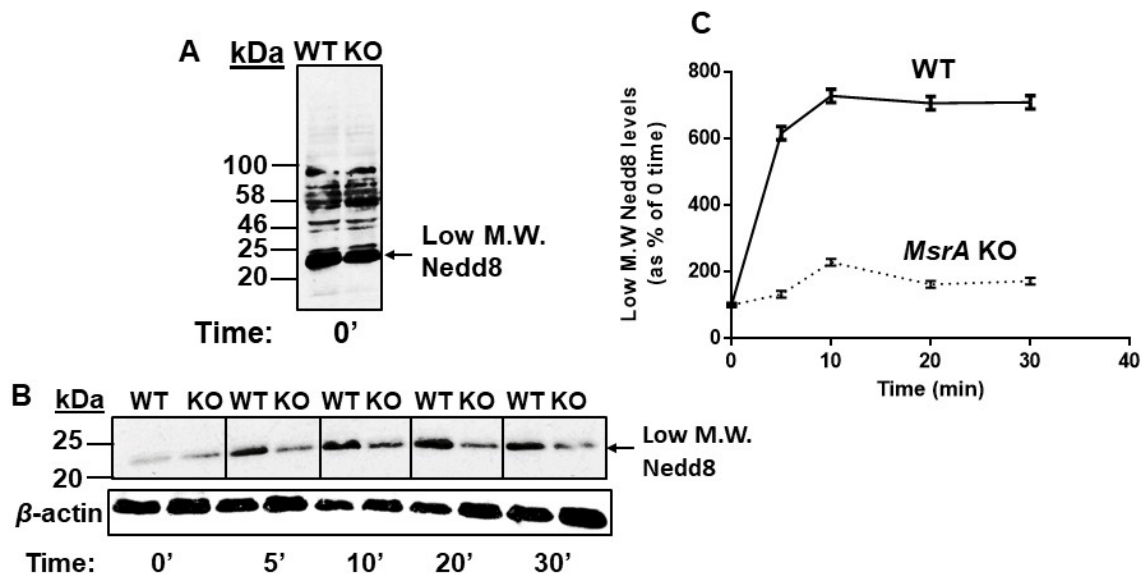 A
kDa WT KO
100
58
46
25
20
Low M.W.
Nedd8
Time: 0’
B
kDa WT KO WT KO WT KO WT KO WT KO
25
20
Low M.W.
Nedd8
β-actin
Time: 0’ 5’ 10’ 20’ 30’
C
Low M.W Nedd8 levels
(as % of 0 time)
800
600
400
200
0
WT
MsrA KO
0 10 20 30 40
Time (min)